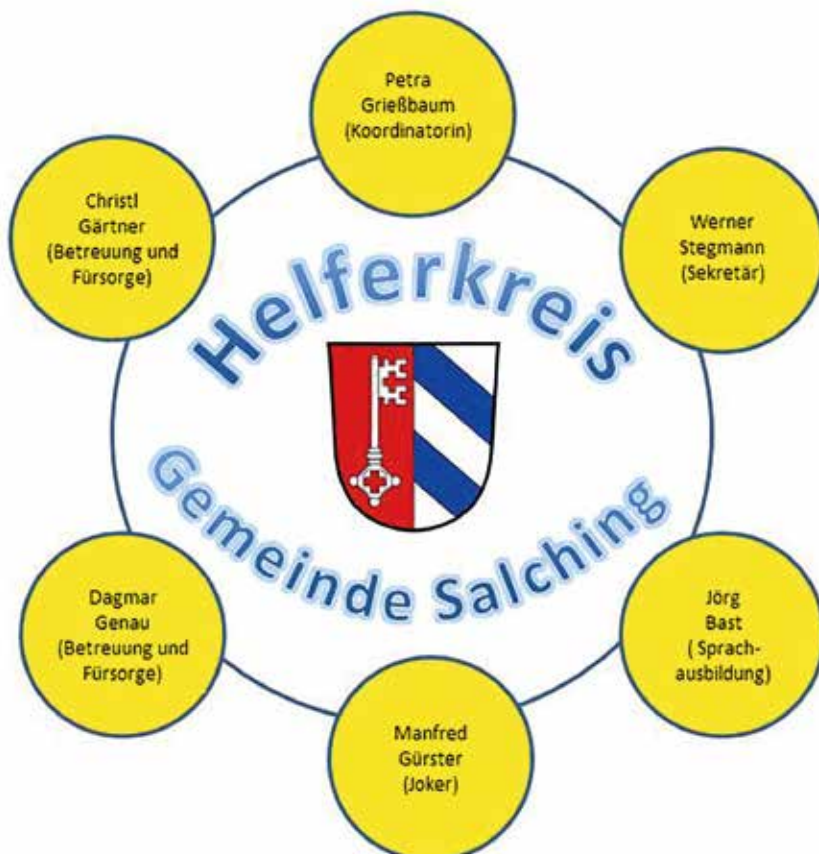 Petra
Grießbaum
(Koordinatorin)
Christl
Gärtner
(Betreuung und
Fürsorge)
Werner
Stegmann
(Sekretär)
Helferkreis
Gemeinde Salching
Dagmar
Genau
(Betreuung und
Fürsorge)
Jörg
Bast
( Sprach-
ausbildung)
Manfred
Gürster
(Joker)